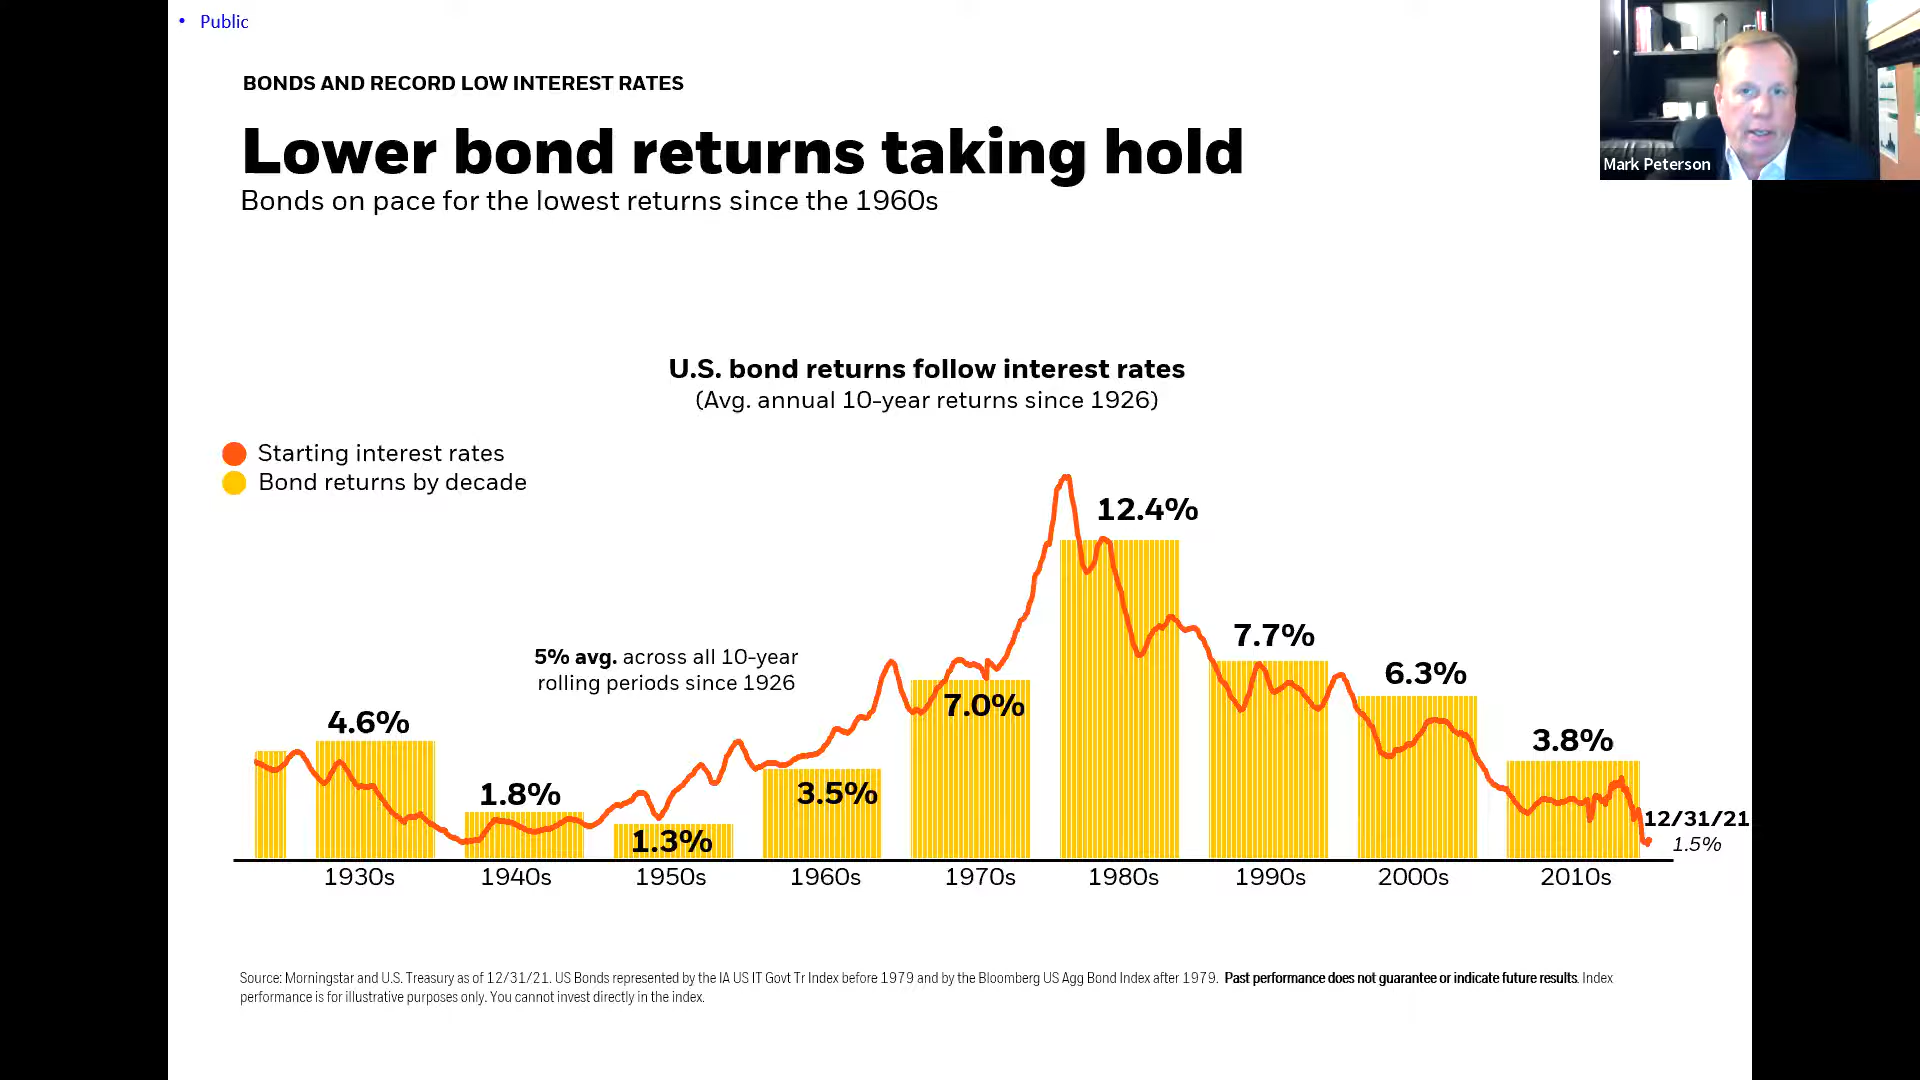 • Public
BONDS AND RECORD LOW INTEREST RATES
Lower bond returns taking hold
Bonds on pace for the lowest returns since the 1960s
Mark Peterson
U.S. bond returns follow interest rates
(Avg. annual 10-year returns since 1926)
Starting interest rates
Bond returns by decade
5% avg. across all 10-year
rolling periods since 1926
4.6%
1.8%
1.3%
3.5%
7.0%
12.4%
7.7%
6.3%
3.8%
12/31/21
1.5%
1930s 1940s 1950s 1960s 1970s 1980s 1990s 2000s 2010s
Source: Morningstar and U.S. Treasury as of 12/31/21. US Bonds represented by the IA US IT Govt Tr Index before 1979 and by the Bloomberg US Agg Bond Index after 1979. Past performance does not guarantee or indicate future results. Index
performance is for illustrative purposes only. You cannot invest directly in the index.